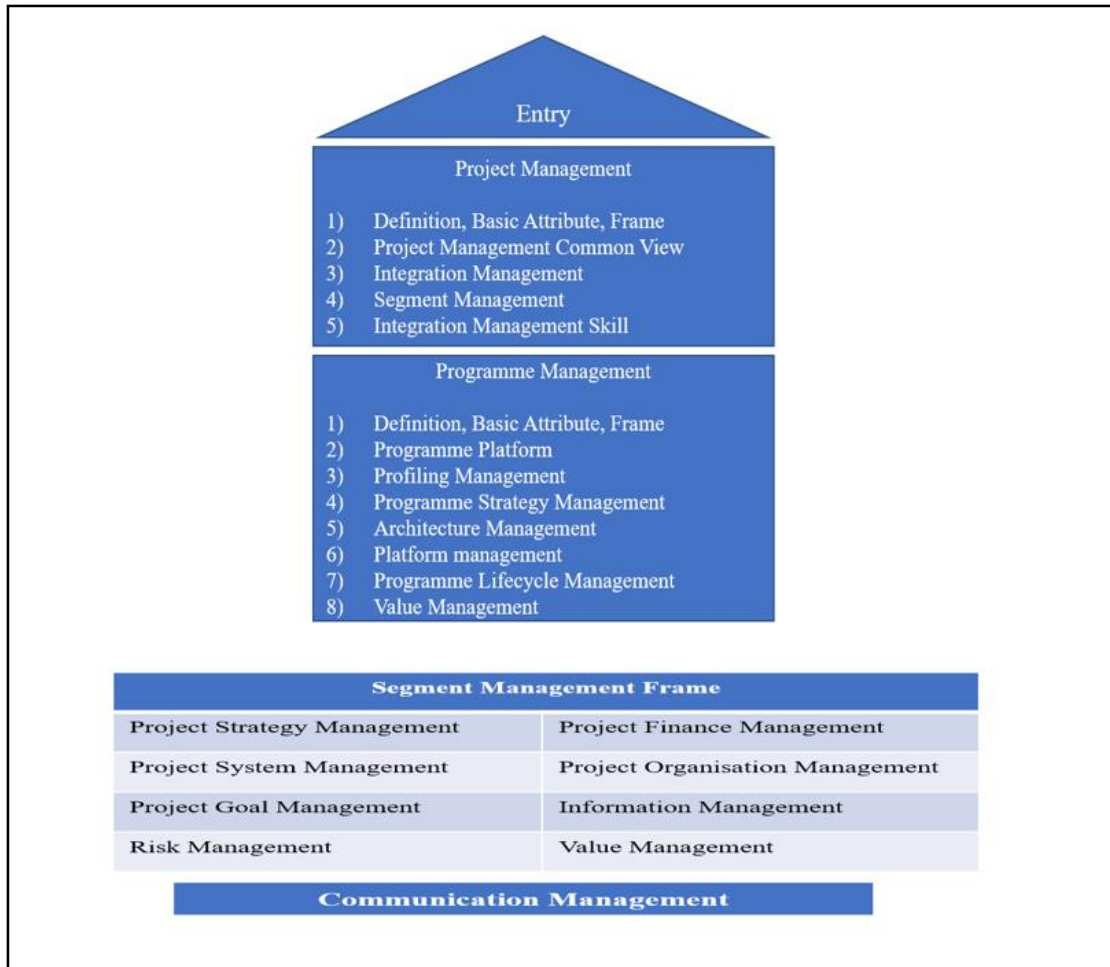 Entry
Project Management
1) Definition, Basic Attribute, Frame
2) Project Management Common View
3) Integration Management
4) Segment Management
5) Integration Management Skill
Programme Management
1) Definition, Basic Attribute, Frame
2) Programme Platform
3) Profiling Management
4) Programme Strategy Management
5) Architecture Management
6) Platform management
7) Programme Lifecycle Management
8) Value Management
Segment Management Frame
Project Strategy Management Project Finance Management
Project System Management Project Organisation Management
Project Goal Management Information Management
Risk Management Value Management
Communication Management